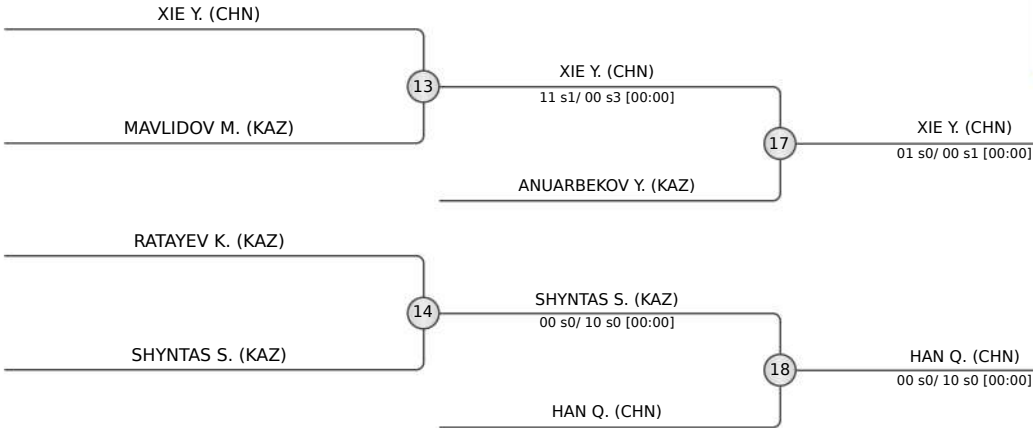 XIE Y. (CHN)
13
MAVLIDOV M. (KAZ)
XIE Y. (CHN)
11 s1/ 00 s3 [00:00]
17
ANUARBEKOV Y. (KAZ)
XIE Y. (CHN)
01 s0/ 00 s1 [00:00]
RATAYEV K. (KAZ)
14
SHYNTAS S. (KAZ)
SHYNTAS S. (KAZ)
00 s0/ 10 s0 [00:00]
18
HAN Q. (CHN)
HAN Q. (CHN)
00 s0/ 10 s0 [00:00]